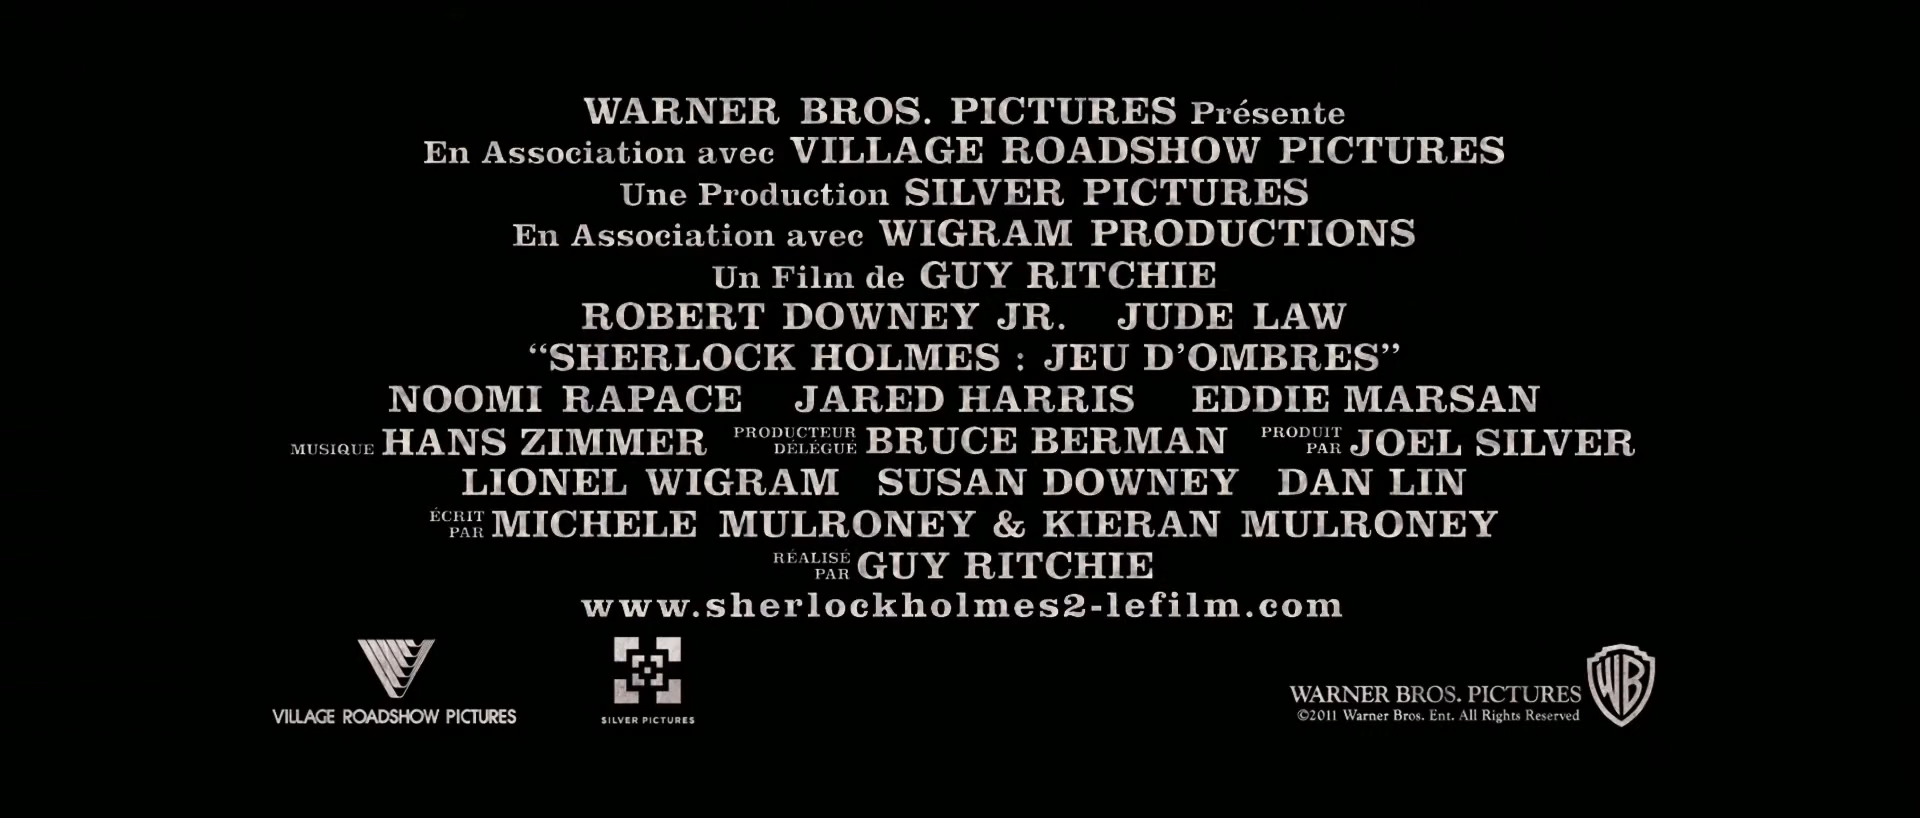 WARNER BROS. PICTURES Présente
En Association avec VILLAGE ROADSHOW PICTURES
Une Production SILVER PICTURES
En Association avec WIGRAM PRODUCTIONS
Un Film de GUY RITCHIE
ROBERT DOWNEY JR. JUDE LAW
“SHERLOCK HOLMES : JEU D’OMBRES”
NOOMI RAPACE JARED HARRIS EDDIE MARSAN
MUSIQUE HANS ZIMMER PRODUCTEUR DÉLÉGUÉ BRUCE BERMAN PRODUIT PAR JOEL SILVER
LIONEL WIGRAM SUSAN DOWNEY DAN LIN
ÉCRIT PAR MICHELE MULRONEY & KIERAN MULRONEY
RÉALISÉ PAR GUY RITCHIE
www.sherlockholmes2-lefilm.com
VILLAGE ROADSHOW PICTURES
SILVER PICTURES
WARNER BROS. PICTURES
©2011 Warner Bros. Ent. All Rights Reserved
WB